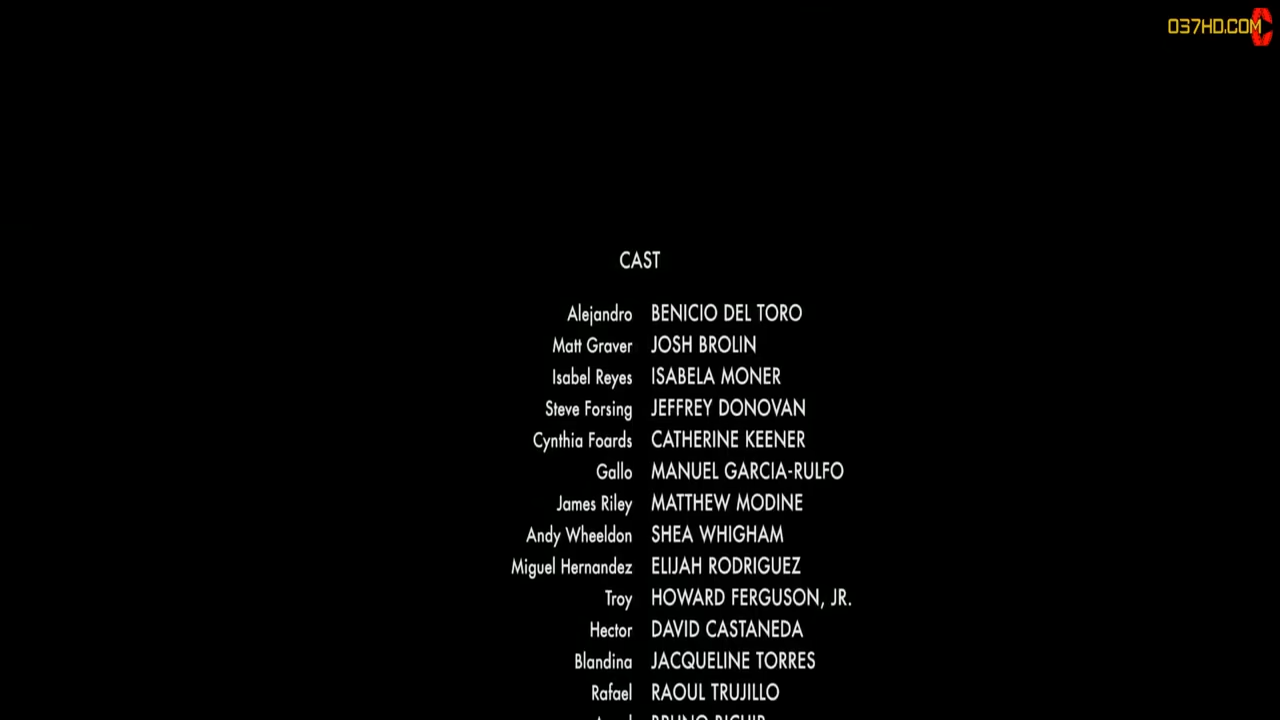 037HD.COM
CAST
Alejandro BENICIO DEL TORO
Matt Graver JOSH BROLIN
Isabel Reyes ISABELA MONER
Steve Forsing JEFFREY DONOVAN
Cynthia Foards CATHERINE KEENER
Gallo MANUEL GARCIA-RULFO
James Riley MATTHEW MODINE
Andy Wheeldon SHEA WHIGHAM
Miguel Hernandez ELIJAH RODRIGUEZ
Troy HOWARD FERGUSON, JR.
Hector DAVID CASTANEDA
Blandina JACQUELINE TORRES
Rafael RAOUL TRUJILLO
BRUNO BICHIR